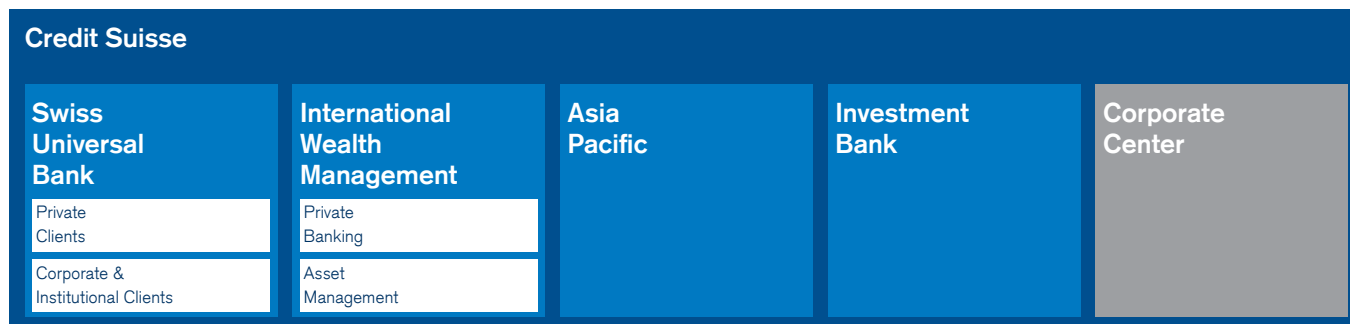 Credit Suisse
Swiss
Universal
Bank
Private
Clients
Corporate &
Institutional Clients
International
Wealth
Management
Private
Banking
Asset
Management
Asia
Pacific
Investment
Bank
Corporate
Center